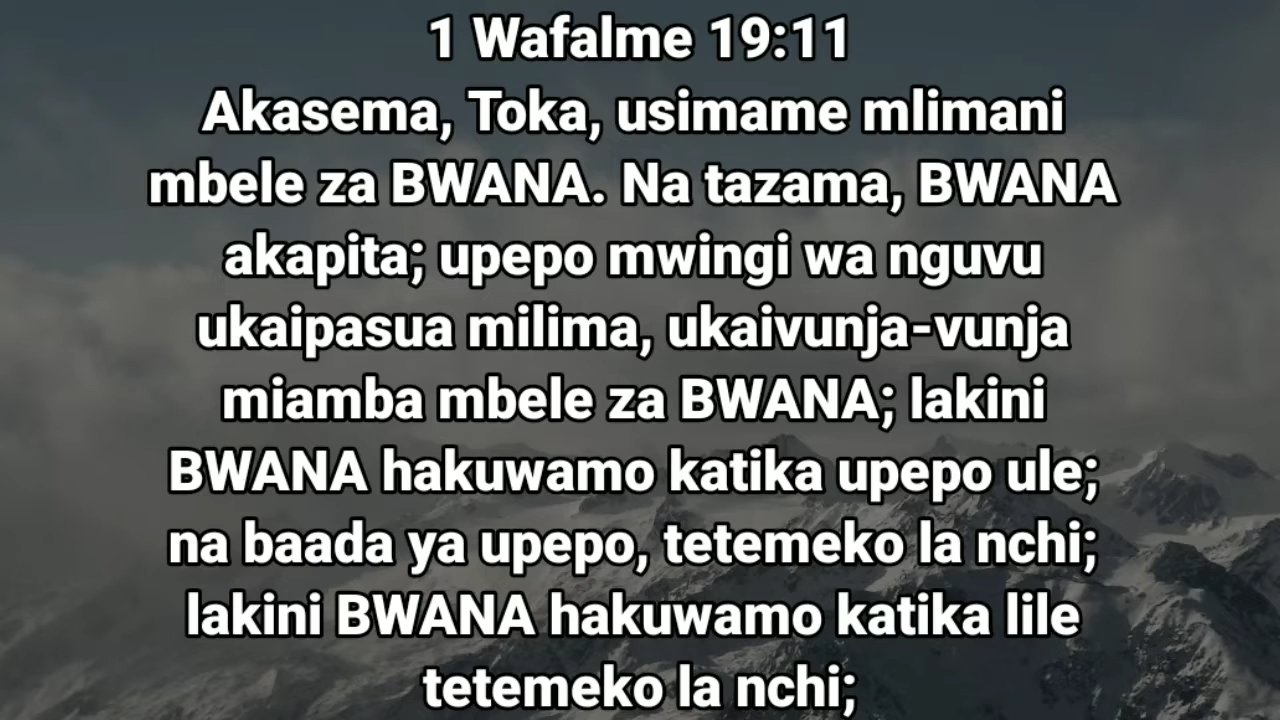 1 Wafalme 19:11
Akasema, Toka, usimame mlimani
mbele za BWANA. Na tazama, BWANA
akapita; upepo mwingi wa nguvu
ukaipasua milima, ukaivunja-vunja
miamba mbele za BWANA; lakini
BWANA hakuwamo katika upepo ule;
na baada ya upepo, tetemeko la nchi;
lakini BWANA hakuwamo katika lile
tetemeko la nchi;